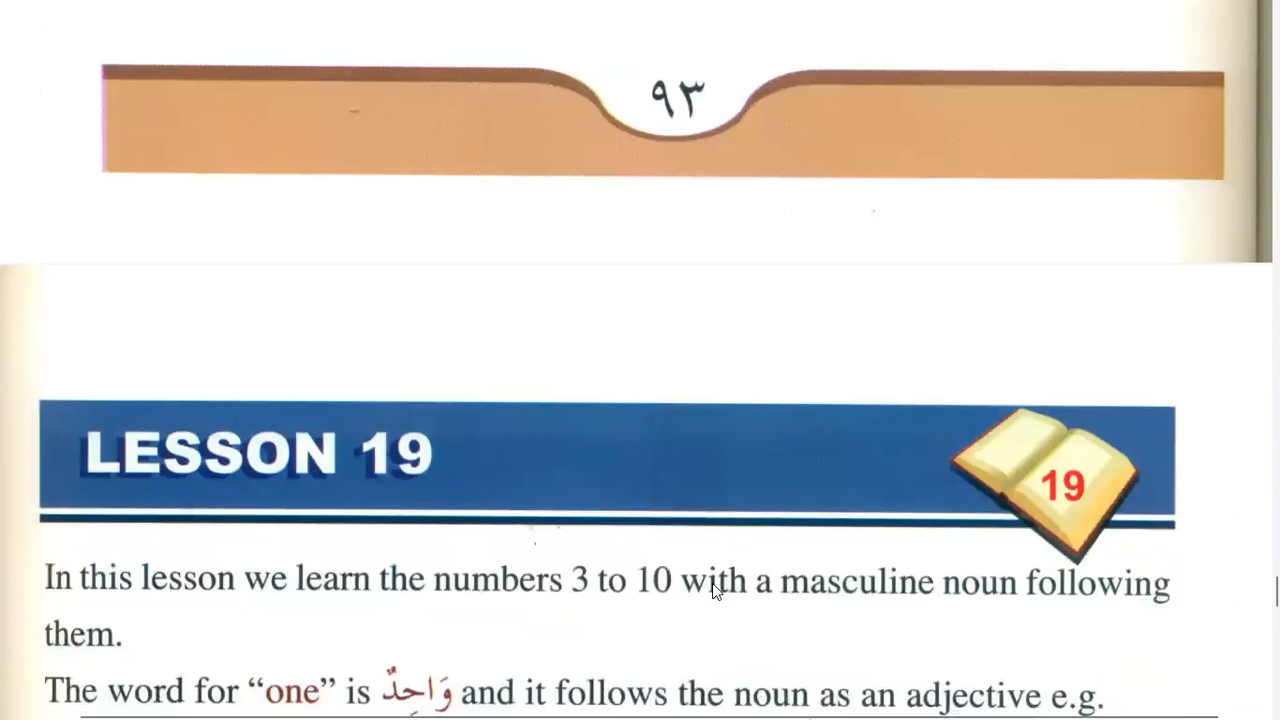 ٩٣
LESSON 19
19
In this lesson we learn the numbers 3 to 10 with a masculine noun following
them.
The word for “one” is وَاحِدٌ and it follows the noun as an adjective e.g.